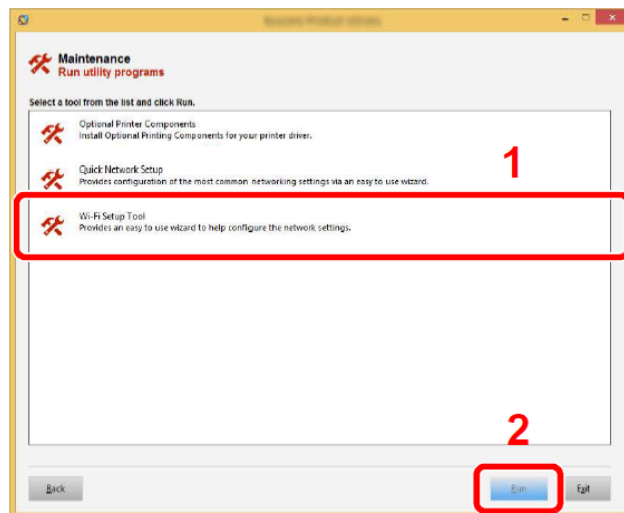 Maintenance
Run utility programs
Select a tool from the list and click Run.
Optional Printer Components
Install Optional Printing Components for your printer driver.
1
Quick Network Setup
Provides configuration of the most common networking settings via an easy to use wizard.
Wi-Fi Setup Tool
Provides an easy to use wizard to help configure the network settings.
2
Back
Run
Exit